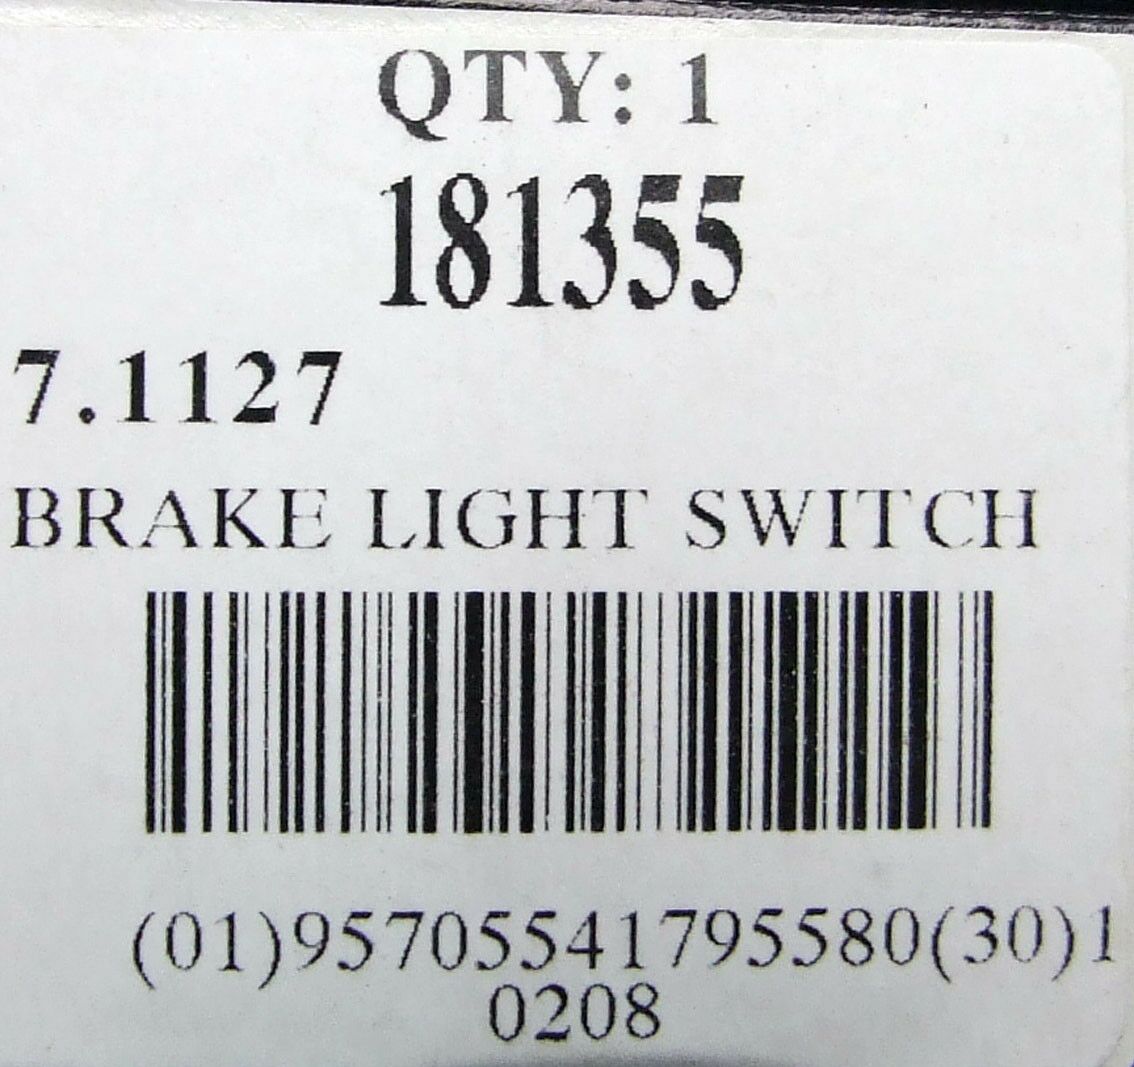 QTY: 1
181355
7.1127
BRAKE LIGHT SWITCH
(01)95705541795580(30)1
0208